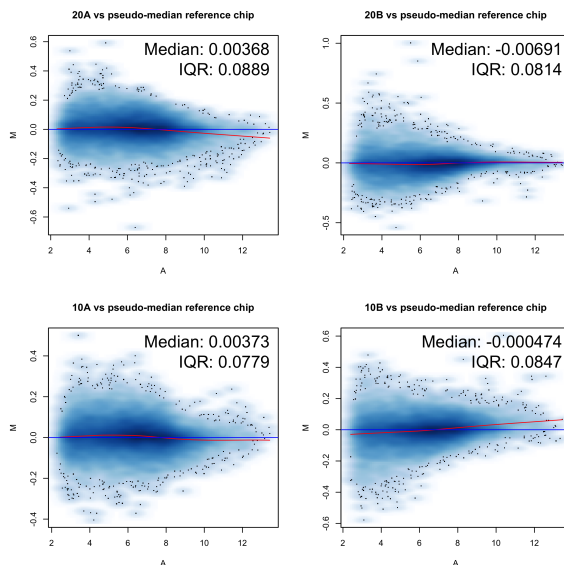 20A vs pseudo-median reference chip
Median: 0.00368
IQR: 0.0889
0.6
0.4
0.2
0.0
-0.2
-0.4
-0.6
M
2 4 6 8 10 12
A
20B vs pseudo-median reference chip
Median: -0.00691
IQR: 0.0814
1.0
0.5
0.0
-0.5
M
2 4 6 8 10 12
A
10A vs pseudo-median reference chip
Median: 0.00373
IQR: 0.0779
0.4
0.2
0.0
-0.2
-0.4
M
2 4 6 8 10 12
A
10B vs pseudo-median reference chip
Median: -0.000474
IQR: 0.0847
0.6
0.4
0.2
0.0
-0.2
-0.4
-0.6
M
2 4 6 8 10 12
A